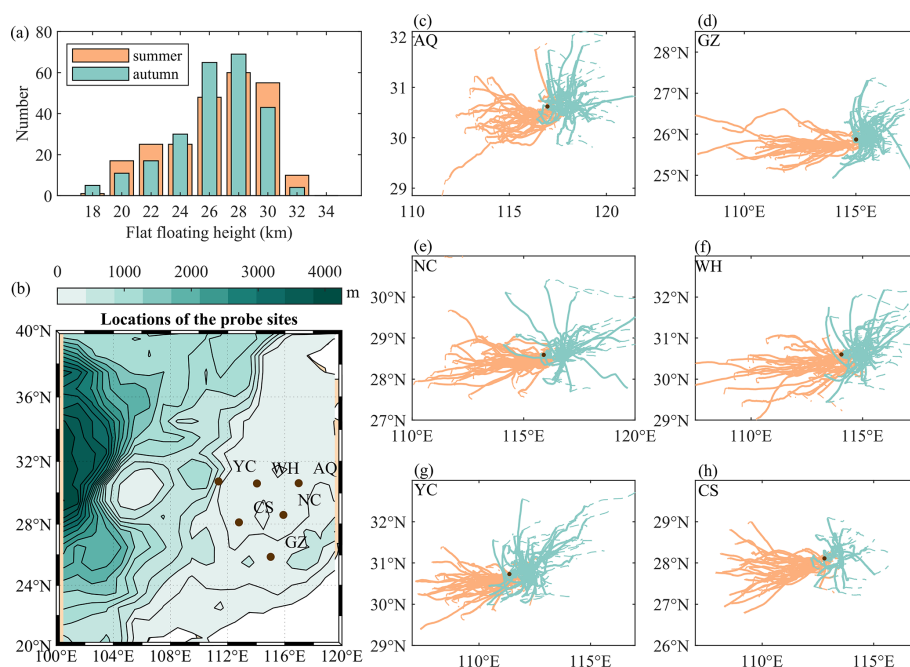 (a)
80
60
40
20
0
Number
summer
autumn
18 20 22 24 26 28 30 32 34
Flat floating height (km)
(b)
0 1000 2000 3000 4000
m
Locations of the probe sites
40°N
36°N
32°N
28°N
24°N
20°N
YC WH AQ
CS NC
GZ
100°E 104°E 108°E 112°E 116°E 120°E
(c)
AQ
32
31
30
29
110 115 120
(d)
GZ
28°N
27°N
26°N
25°N
110°E 115°E
(e)
NC
30°N
29°N
28°N
27°N
110°E 115°E 120°E
(f)
WH
32°N
31°N
30°N
29°N
110°E 115°E
(g)
YC
33°N
32°N
31°N
30°N
29°N
110°E 115°E
(h)
CS
30°N
29°N
28°N
27°N
26°N
110°E 115°E